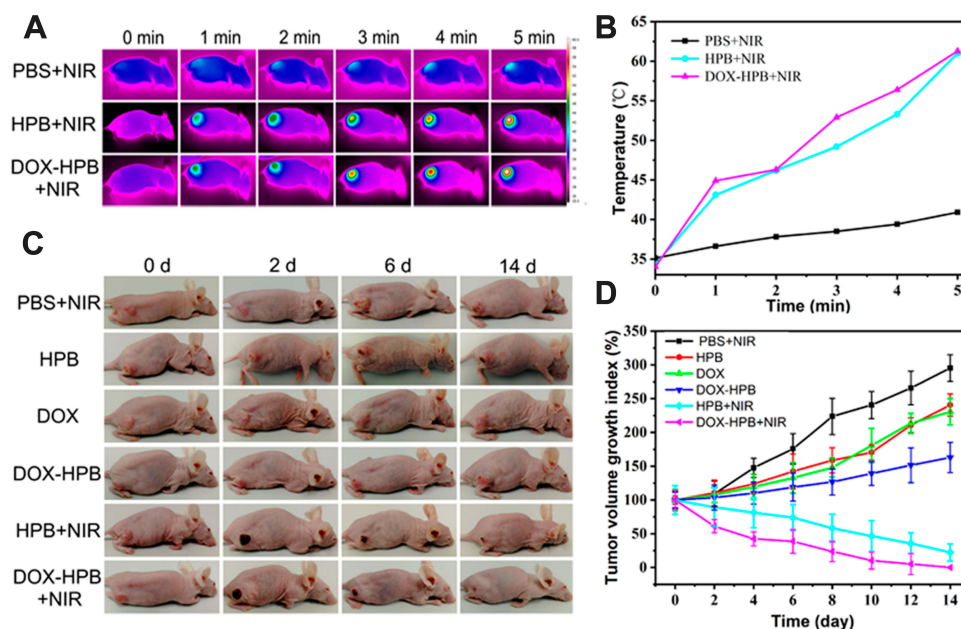 A
0 min 1 min 2 min 3 min 4 min 5 min
PBS+NIR
HPB+NIR
DOX-HPB
+NIR
B
65
60
55
50
45
40
35
Temperature (℃)
PBS+NIR
HPB+NIR
DOX-HPB+NIR
0 1 2 3 4 5
Time (min)
C
0 d 2 d 6 d 14 d
PBS+NIR
HPB
DOX
DOX-HPB
HPB+NIR
DOX-HPB
+NIR
D
350
300
250
200
150
100
50
0
Tumor volume growth index (%)
PBS+NIR
HPB
DOX
DOX-HPB
HPB+NIR
DOX-HPB+NIR
0 2 4 6 8 10 12 14
Time (day)